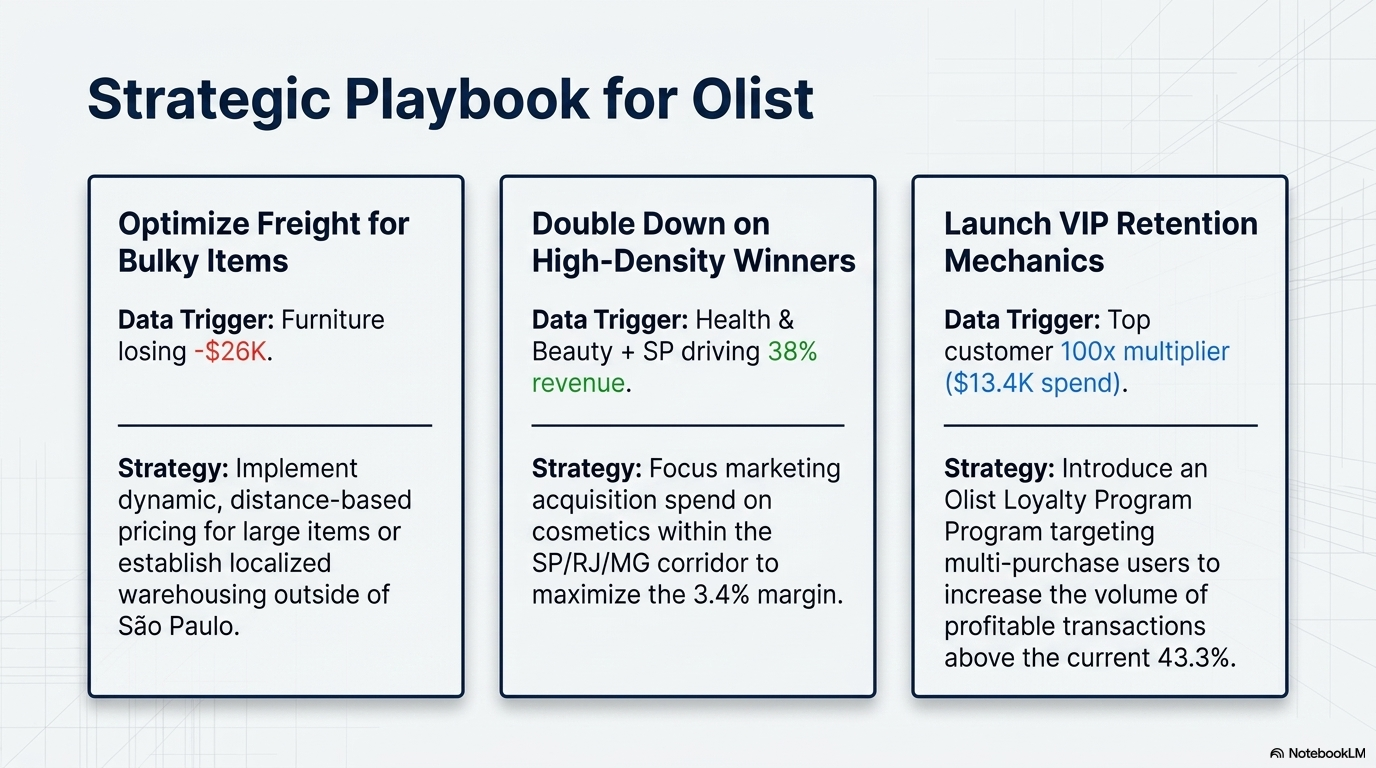 Strategic Playbook for Olist
Optimize Freight for
Bulky Items
Data Trigger: Furniture
losing -$26K.
Strategy: Implement
dynamic, distance-based
pricing for large items or
establish localized
warehousing outside of
São Paulo.
Double Down on
High-Density Winners
Data Trigger: Health &
Beauty + SP driving 38%
revenue.
Strategy: Focus marketing
acquisition spend on
cosmetics within the
SP/RJ/MG corridor to
maximize the 3.4% margin.
Launch VIP Retention
Mechanics
Data Trigger: Top
customer 100x multiplier
($13.4K spend).
Strategy: Introduce an
Olist Loyalty Program
Program targeting
multi-purchase users to
increase the volume of
profitable transactions
above the current 43.3%.
NotebookLM